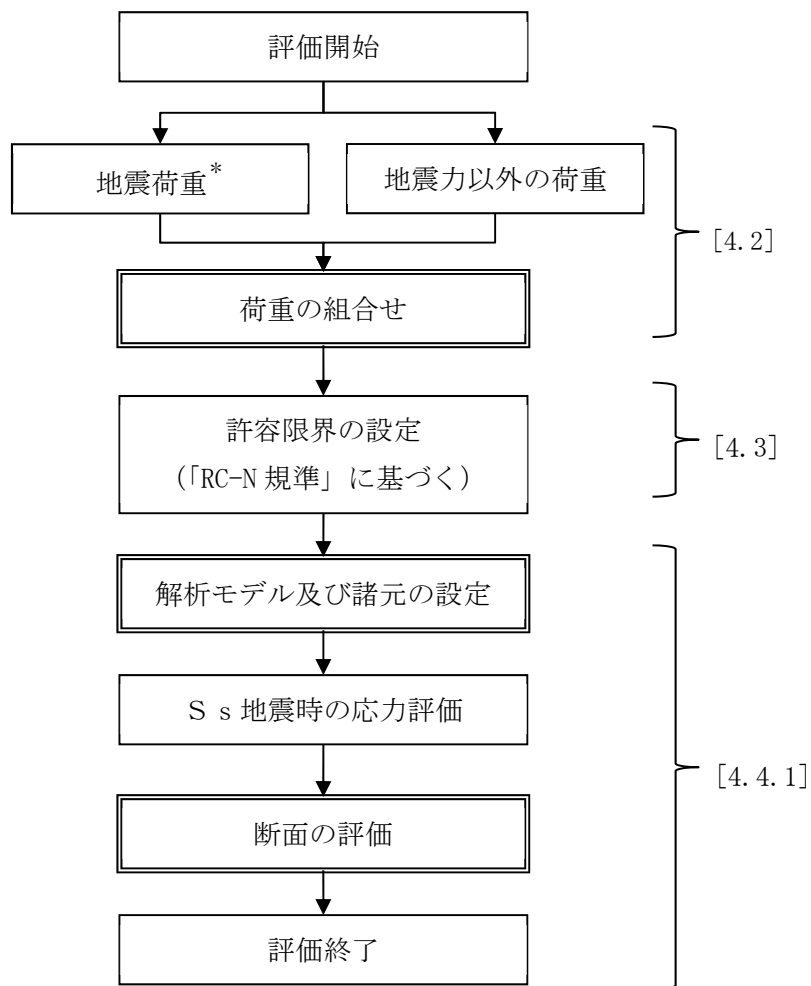 評価開始
地震荷重*
地震力以外の荷重
[4.2]
荷重の組合せ
許容限界の設定
(「RC-N 規準」に基づく)
[4.3]
解析モデル及び諸元の設定
Ｓｓ地震時の応力評価
[4.4.1]
断面の評価
評価終了